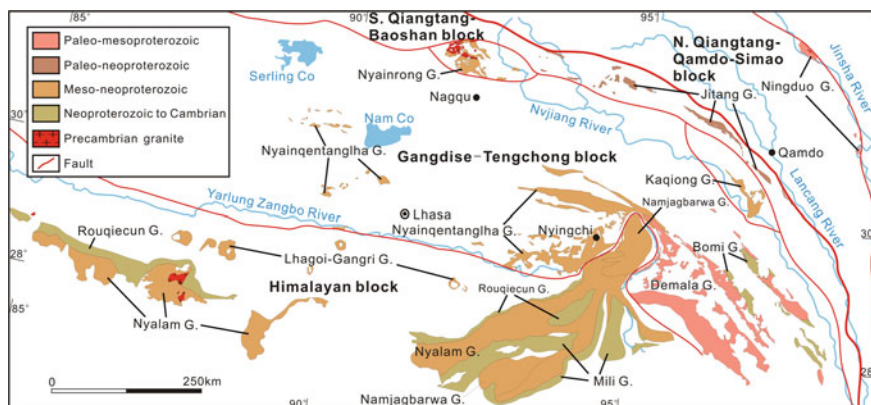 85°
90°
95°
Paleo-mesoproterozoic
Paleo-neoproterozoic
Meso-neoproterozoic
Neoproterozoic to Cambrian
Precambrian granite
Fault
S. Qiangtang-
Baoshan block
N. Qiangtang-
Qamdo-Simao
block
Jinsha River
Serling Co
Nyainrong G.
Jitang G.
Ningduo G.
Nagqu
Nvjiang River
30°
30°
Nam Co
Nyainqentanglha G.
Gangdise-Tengchong block
Qamdo
Kaqiong G.
Lancang River
Yarlung Zangbo River
Lhasa
Namjagbarwa G.
Nyainqentanglha G.
Nyingchi
Rouqiecun G.
Bomi G.
28°
Lhagoi-Gangri G.
Himalayan block
Rouqiecun G.
Demala G.
85°
Nyalam G.
Nyalam G.
Mili G.
28°
0
250km
Namjagbarwa G.
90°
95°